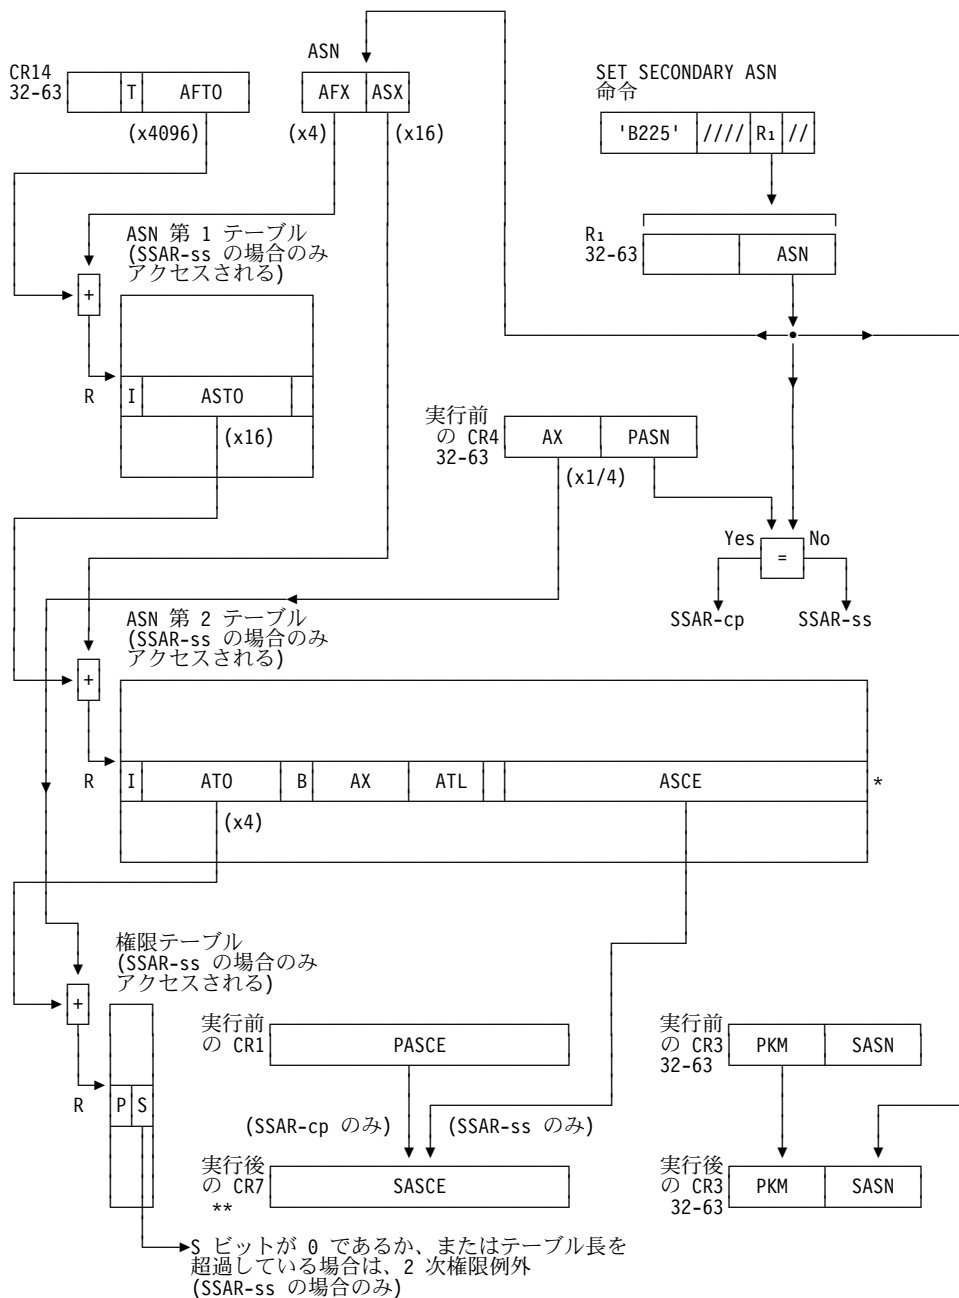 ASN
CR14
32-63
T AFTO
AFX ASX
(x4096)
(x4)
(x16)
SET SECONDARY ASN
命令
'B225' //// R₁ //
R₁
32-63
ASN
ASN 第 1 テーブル
(SSAR-ss の場合のみ
アクセスされる)
+
R
I ASTO
(x16)
実行前
の CR4
32-63
AX PASN
(x1/4)
Yes
=
No
SSAR-cp
SSAR-ss
ASN 第 2 テーブル
(SSAR-ss の場合のみ
アクセスされる)
+
R
I ATO B AX ATL ASCE
*
(x4)
権限テーブル
(SSAR-ss の場合のみ
アクセスされる)
+
R
P S
実行前
の CR1
PASCE
実行前
の CR3
32-63
PKM SASN
(SSAR-cp のみ)
(SSAR-ss のみ)
実行後
の CR7
**
SASCE
実行後
の CR3
32-63
PKM SASN
S ビットが 0 であるか、またはテーブル長を
超過している場合は、2 次権限例外
(SSAR-ss の場合のみ)